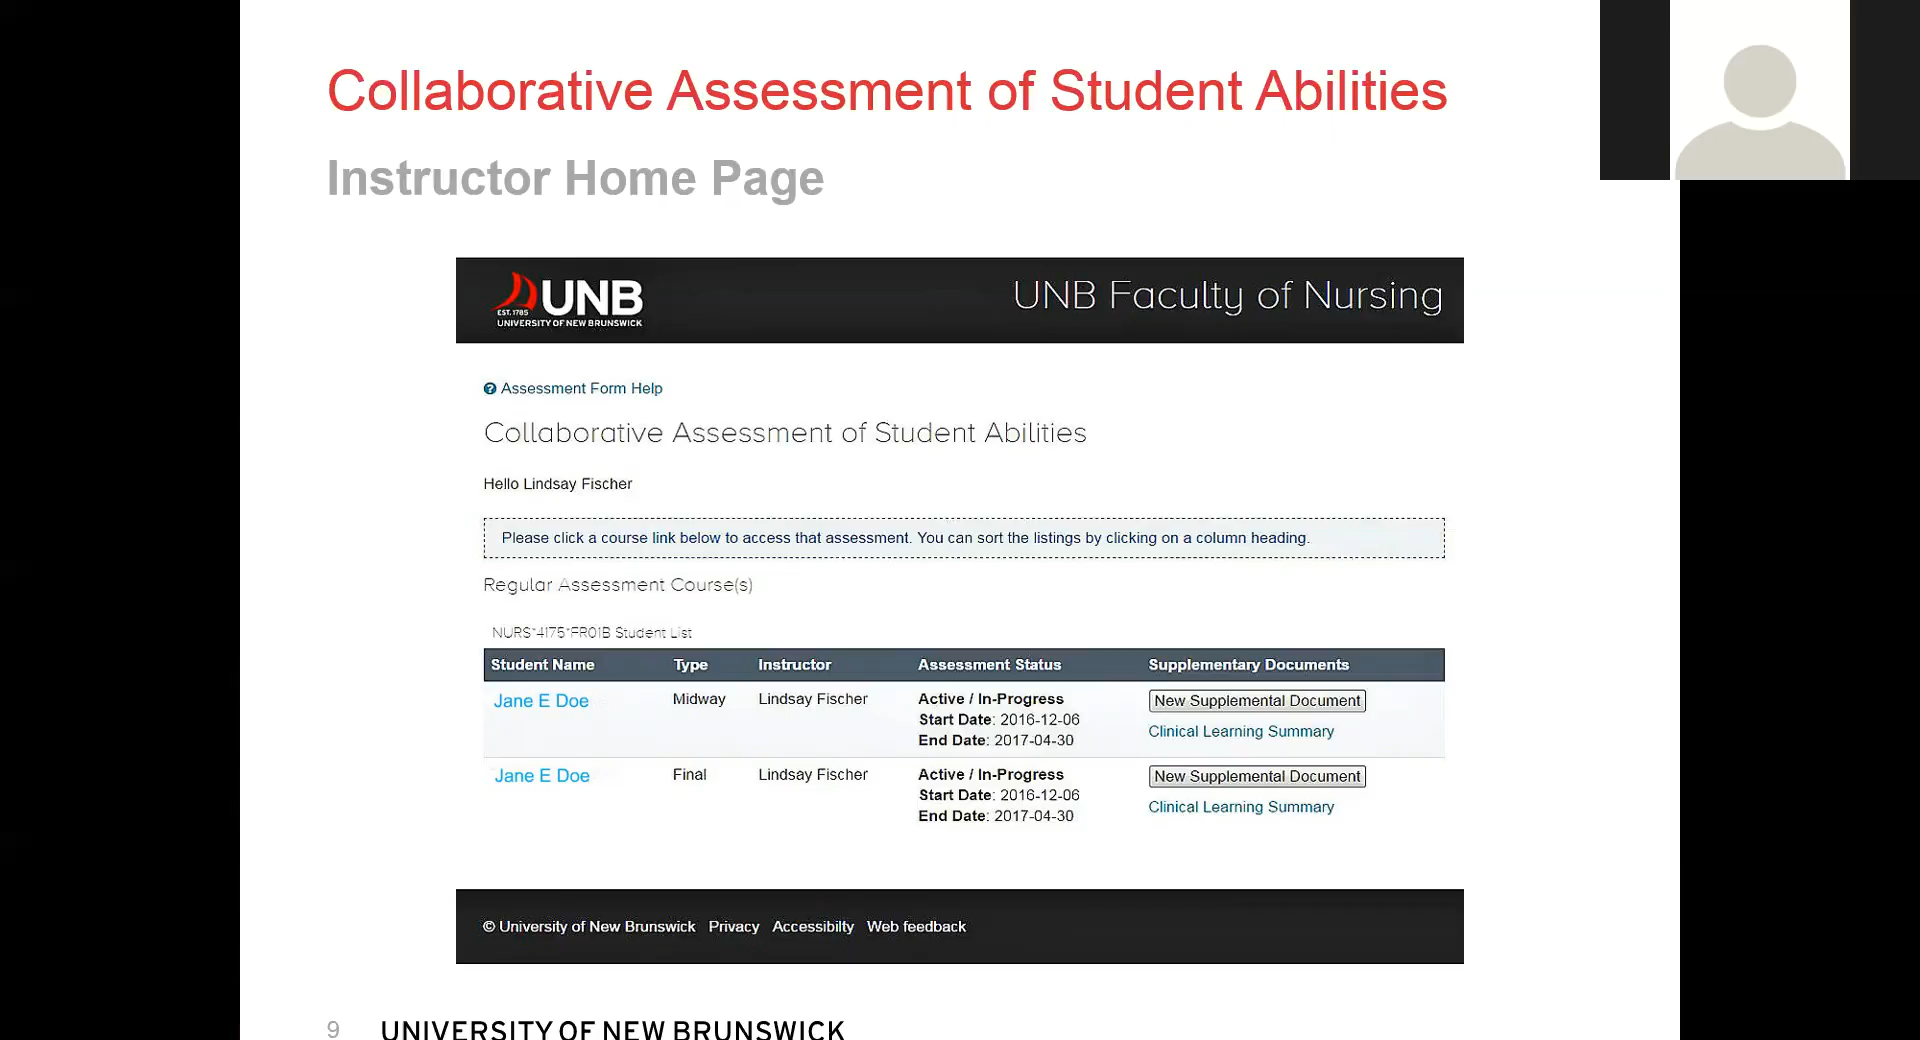 Collaborative Assessment of Student Abilities
Instructor Home Page
EST. 1785 UNB
UNIVERSITY OF NEW BRUNSWICK
UNB Faculty of Nursing
Assessment Form Help
Collaborative Assessment of Student Abilities
Hello Lindsay Fischer
Please click a course link below to access that assessment. You can sort the listings by clicking on a column heading.
Regular Assessment Course(s)
NURS*4175*FR01B Student List
Student Name Type Instructor Assessment Status Supplementary Documents
Jane E Doe Midway Lindsay Fischer Active / In-Progress New Supplemental Document
Start Date: 2016-12-06
Clinical Learning Summary
End Date: 2017-04-30
Jane E Doe Final Lindsay Fischer Active / In-Progress New Supplemental Document
Start Date: 2016-12-06
Clinical Learning Summary
End Date: 2017-04-30
© University of New Brunswick Privacy Accessibilty Web feedback
9 UNIVERSITY OF NEW BRUNSWICK